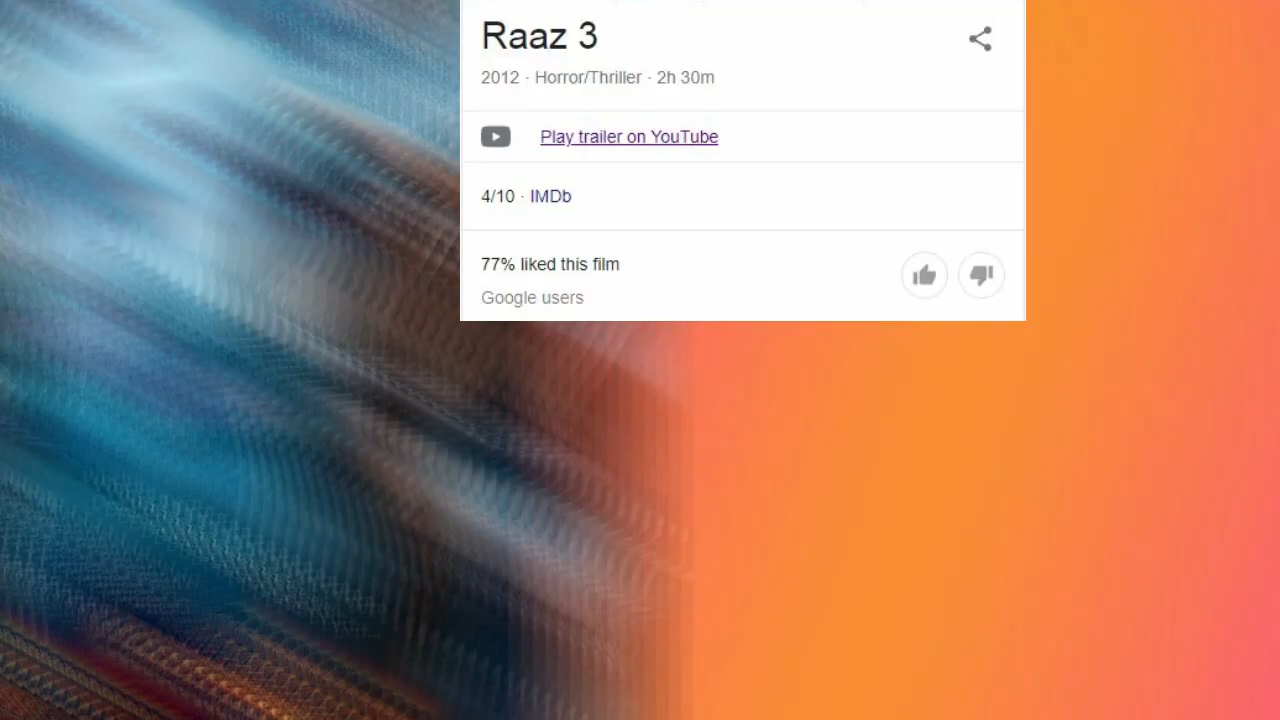 Raaz 3
2012 · Horror/Thriller · 2h 30m
Play trailer on YouTube
4/10 · IMDb
77% liked this film
Google users